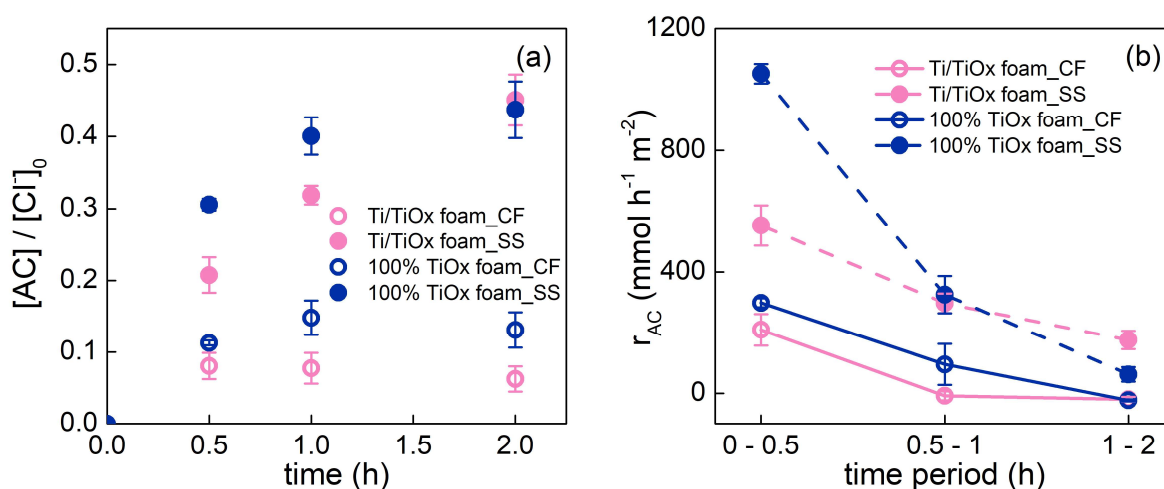 (a)
[AC] / [Cl-]0
0.5
0.4
0.3
0.2
0.1
0.0
Ti/TiOx foam_CF
Ti/TiOx foam_SS
100% TiOx foam_CF
100% TiOx foam_SS
0.0 0.5 1.0 1.5 2.0
time (h)
(b)
rAC (mmol h-1 m-2)
1200
800
400
0
Ti/TiOx foam_CF
Ti/TiOx foam_SS
100% TiOx foam_CF
100% TiOx foam_SS
0 - 0.5 0.5 - 1 1 - 2
time period (h)